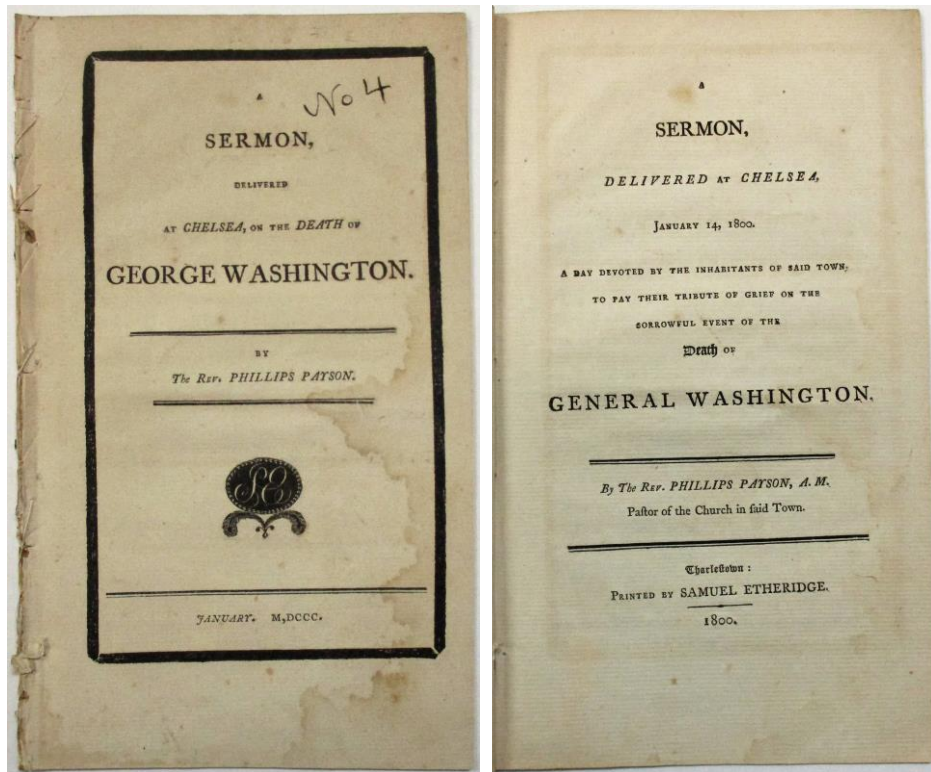 No 4
A
SERMON,
DELIVERED
AT CHELSEA, ON THE DEATH OF
GEORGE WASHINGTON.
BY
The Rev. PHILLIPS PAYSON.
SE
JANUARY. M,DCCC.
A
SERMON,
DELIVERED AT CHELSEA,
JANUARY 14, 1800.
A DAY DEVOTED BY THE INHABITANTS OF SAID TOWN,
TO PAY THEIR TRIBUTE OF GRIEF ON THE
SORROWFUL EVENT OF THE
Death OF
GENERAL WASHINGTON.
By The Rev. PHILLIPS PAYSON, A. M.
Paſtor of the Church in ſaid Town.
Charleſtown :
PRINTED BY SAMUEL ETHERIDGE.
1800.